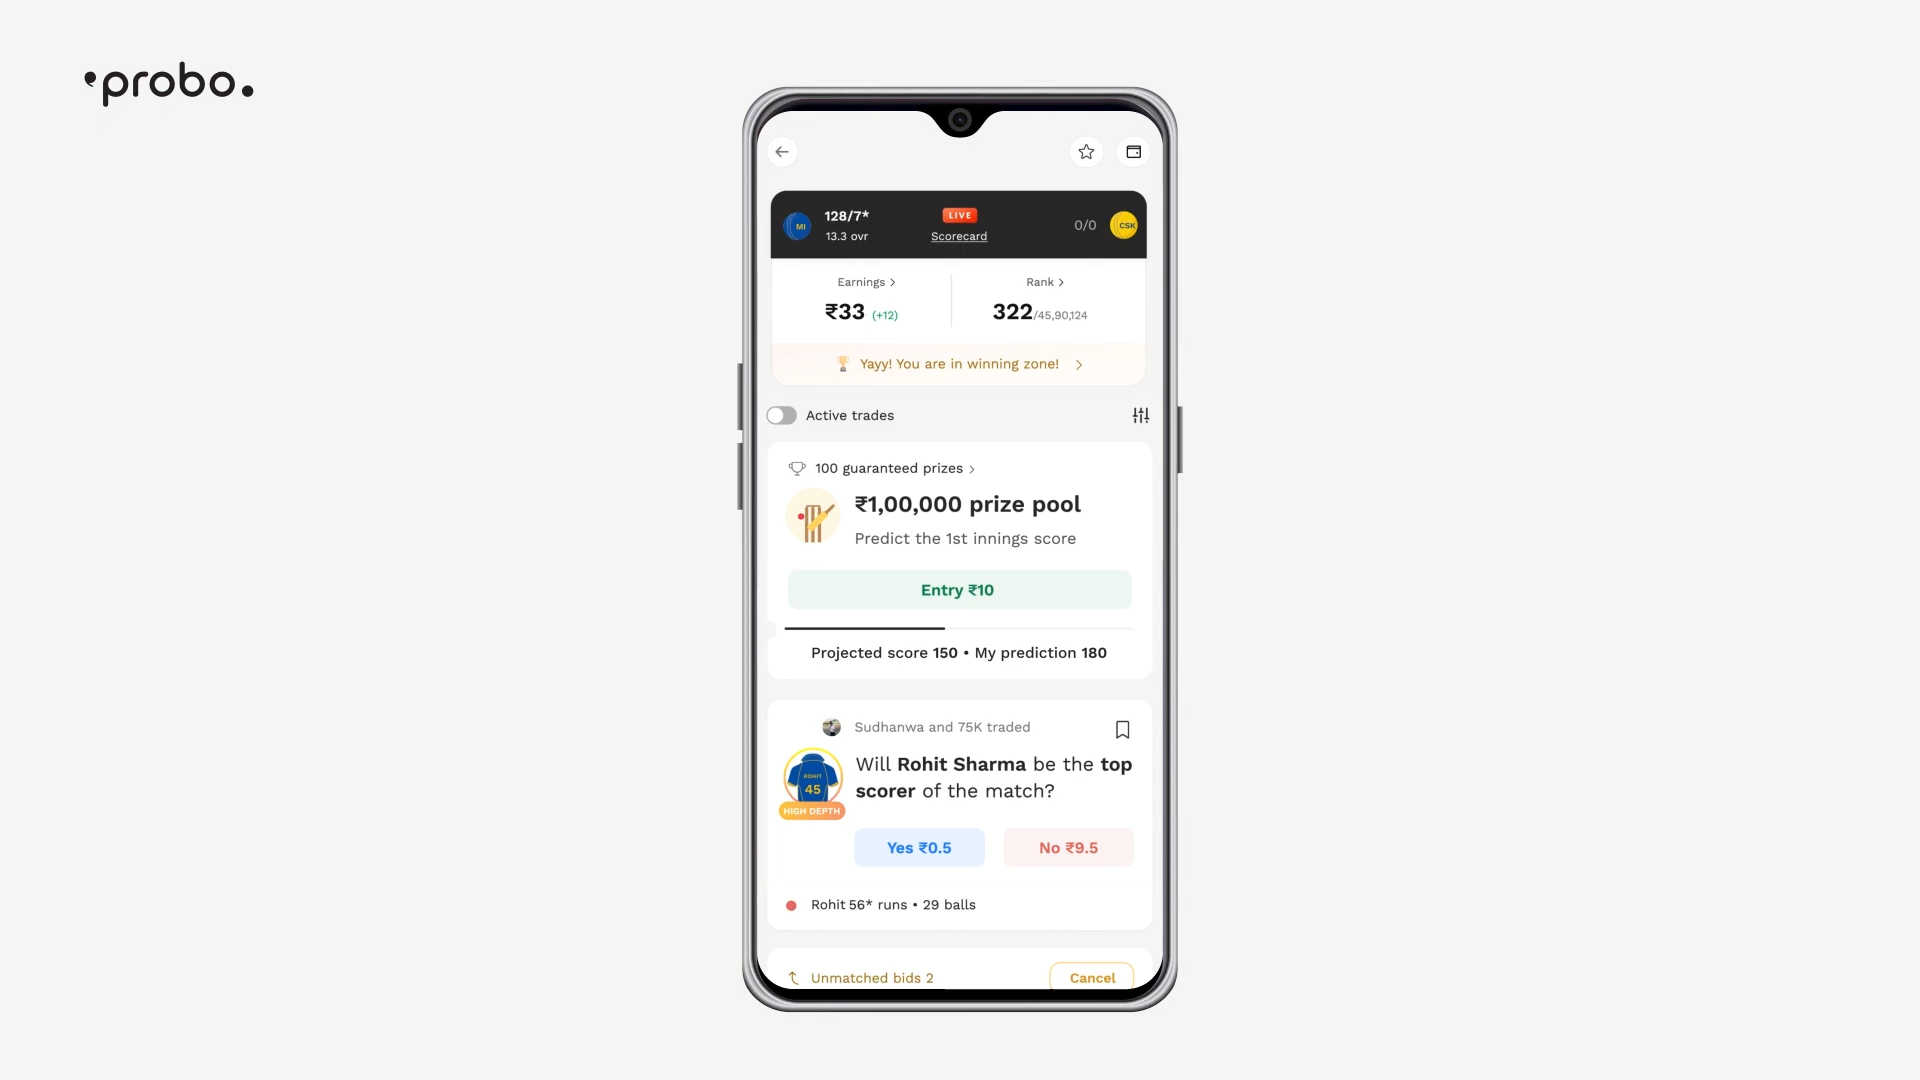 probo.
128/7*
13.3 ovr
LIVE
Scorecard
0/0
MI
CSK
Earnings >
₹33 (+12)
Rank >
322/45,90,124
Yayy! You are in winning zone! >
Active trades
100 guaranteed prizes >
₹1,00,000 prize pool
Predict the 1st innings score
Entry ₹10
Projected score 150 • My prediction 180
Sudhanwa and 75K traded
Will Rohit Sharma be the top
scorer of the match?
ROHIT
45
HIGH DEPTH
Yes ₹0.5
No ₹9.5
Rohit 56* runs • 29 balls
Unmatched bids 2
Cancel